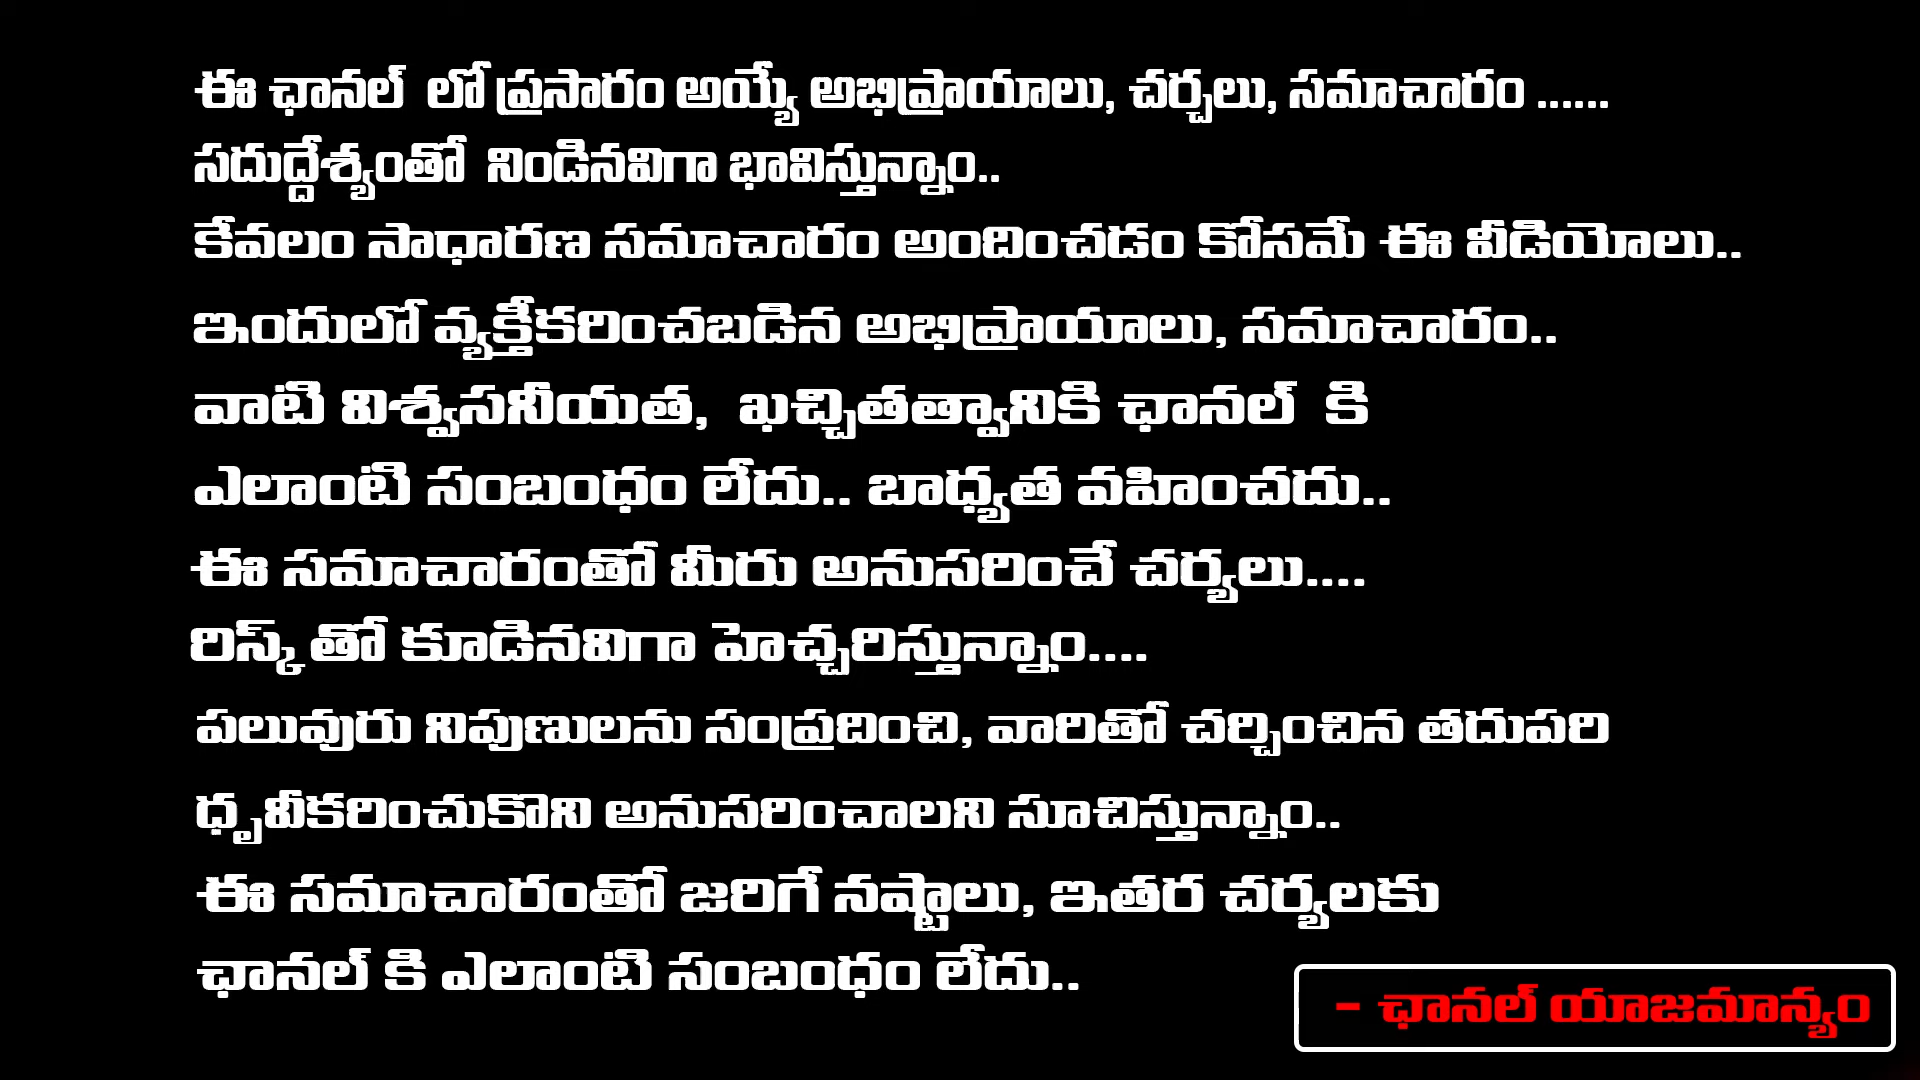 ఈ ఛానల్ లో ప్రసారం అయ్యే అభిప్రాయాలు, చర్చలు, సమాచారం ......
సదుద్దేశ్యంతో నిండినవిగా భావిస్తున్నాం..
కేవలం సాధారణ సమాచారం అందించడం కోసమే ఈ వీడియోలు..
ఇందులో వ్యక్తీకరించబడిన అభిప్రాయాలు, సమాచారం..
వాటి విశ్వసనీయత, ఖచ్చితత్వానికి ఛానల్ కి
ఎలాంటి సంబంధం లేదు.. బాధ్యత వహించదు..
ఈ సమాచారంతో మీరు అనుసరించే చర్యలు....
రిస్క్ తో కూడినవిగా హెచ్చరిస్తున్నాం....
పలువురు నిపుణులను సంప్రదించి, వారితో చర్చించిన తదుపరి
ధృవీకరించుకొని అనుసరించాలని సూచిస్తున్నాం..
ఈ సమాచారంతో జరిగే నష్టాలు, ఇతర చర్యలకు
ఛానల్ కి ఎలాంటి సంబంధం లేదు..
- ఛానల్ యాజమాన్యం